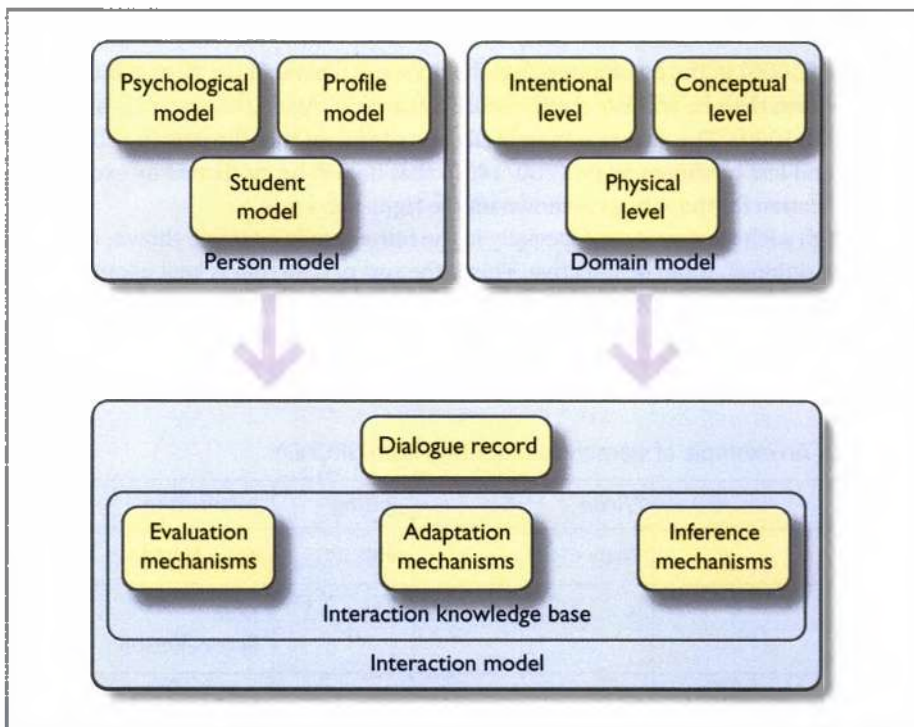 Psychological
model
Profile
model
Student
model
Person model
Intentional
level
Conceptual
level
Physical
level
Domain model
Dialogue record
Evaluation
mechanisms
Adaptation
mechanisms
Inference
mechanisms
Interaction knowledge base
Interaction model